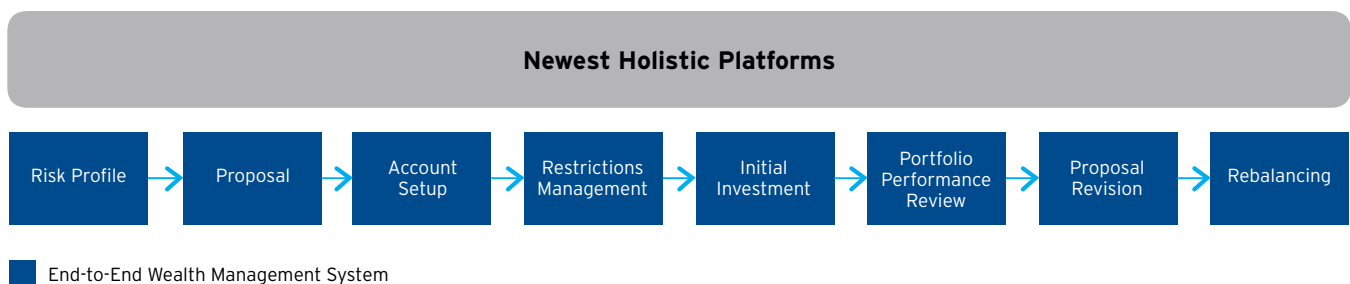 Newest Holistic Platforms
Risk Profile
Proposal
Account
Setup
Restrictions
Management
Initial
Investment
Portfolio
Performance
Review
Proposal
Revision
Rebalancing
End-to-End Wealth Management System